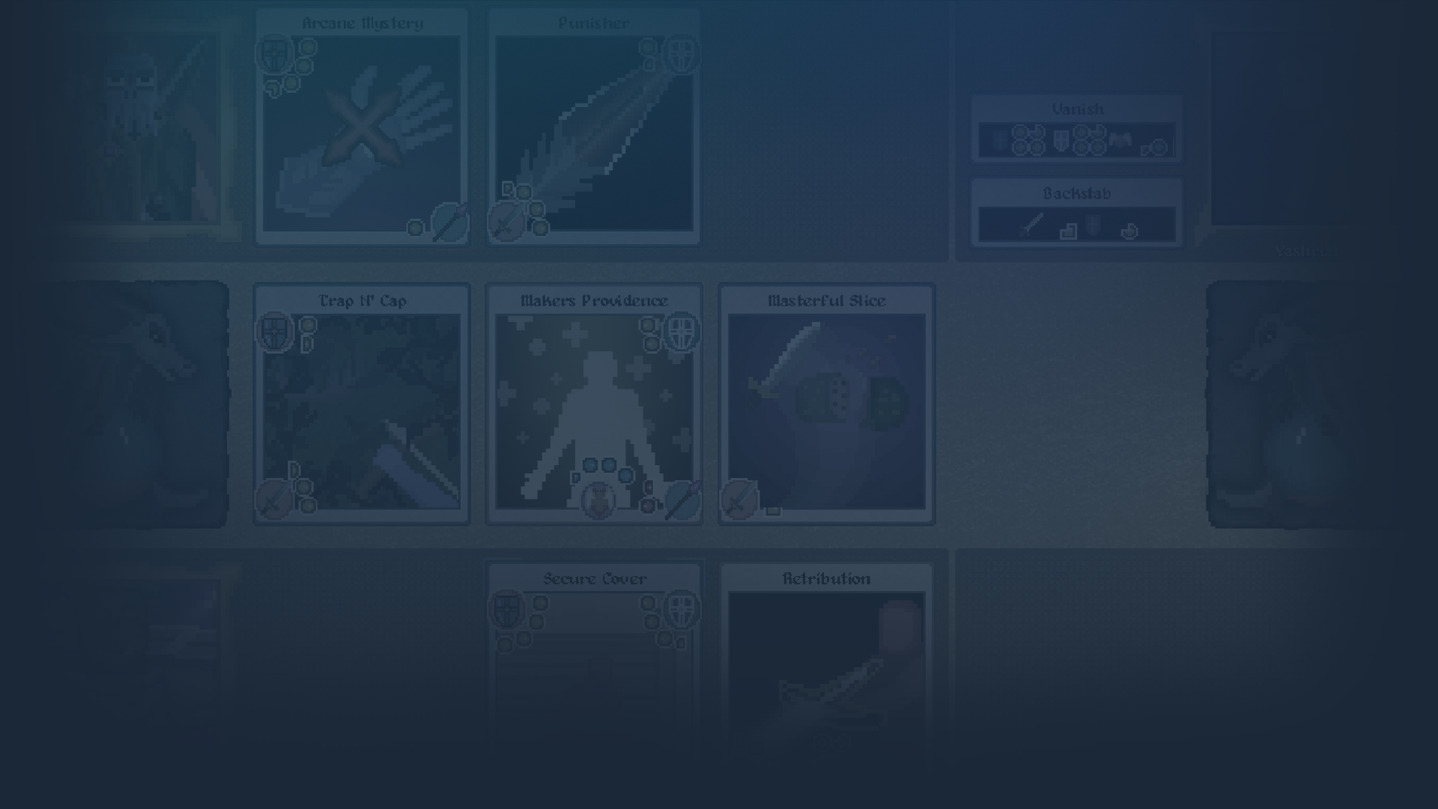 Arcane Mystery
Punisher
Vanish
Backstab
Trap N' Cap
Makers Providence
Masterful Slice
Secure Cover
Retribution